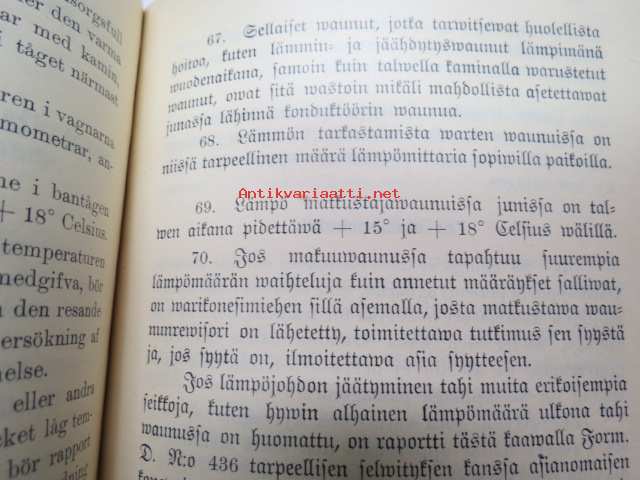 sorgsfull
er den varma
ar med kamin,
i tåget närmast
ren i vagnarna
mometrar, an-
ne i bantågen
+ 18° Celsius.
temperaturen
medgifva, bör
den resande
ersökning af
else.
eller andra
cket låg tem-
bör rapport
67. Sellaiset waunut, jotka tarwitsewat huolellista
hoitoa, kuten lämmin- ja jäähdytyswaunut lämpimänä
wuodenaikana, samoin kuin talwella kaminalla warustetut
waunut, owat sitä wastoin mikäli mahdollista asetettawat
junassa lähinnä konduktöörin waunua.
68. Lämmön tarkastamista warten waunuissa on
niissä tarpeellinen määrä lämpömittaria sopiwilla paikoilla.
Antikvariaatti.net
69. Lämpö matkustajawaunuissa junissa on tal-
wen aikana pidettäwä + 15° ja + 18° Celsius wälillä.
70. Jos makuuwaunussa tapahtuu suurempia
lämpömäärän waihteluja kuin annetut määräykset salliwat,
on warikonesimiehen sillä asemalla, josta matkustawa wau-
nunrewisori on lähetetty, toimitettawa tutkimus sen syystä
ja, jos syytä on, ilmoitettawa asia syytteesen.
Jos lämpöjohdon jäätyminen tahi muita erikoisempia
seikkoja, kuten hywin alhainen lämpömäärä ulkona tahi
waunussa on huomattu, on raportti tästä kaawalla Form.
D. N:o 436 tarpeellisen selwityksen kanssa asianomaisen